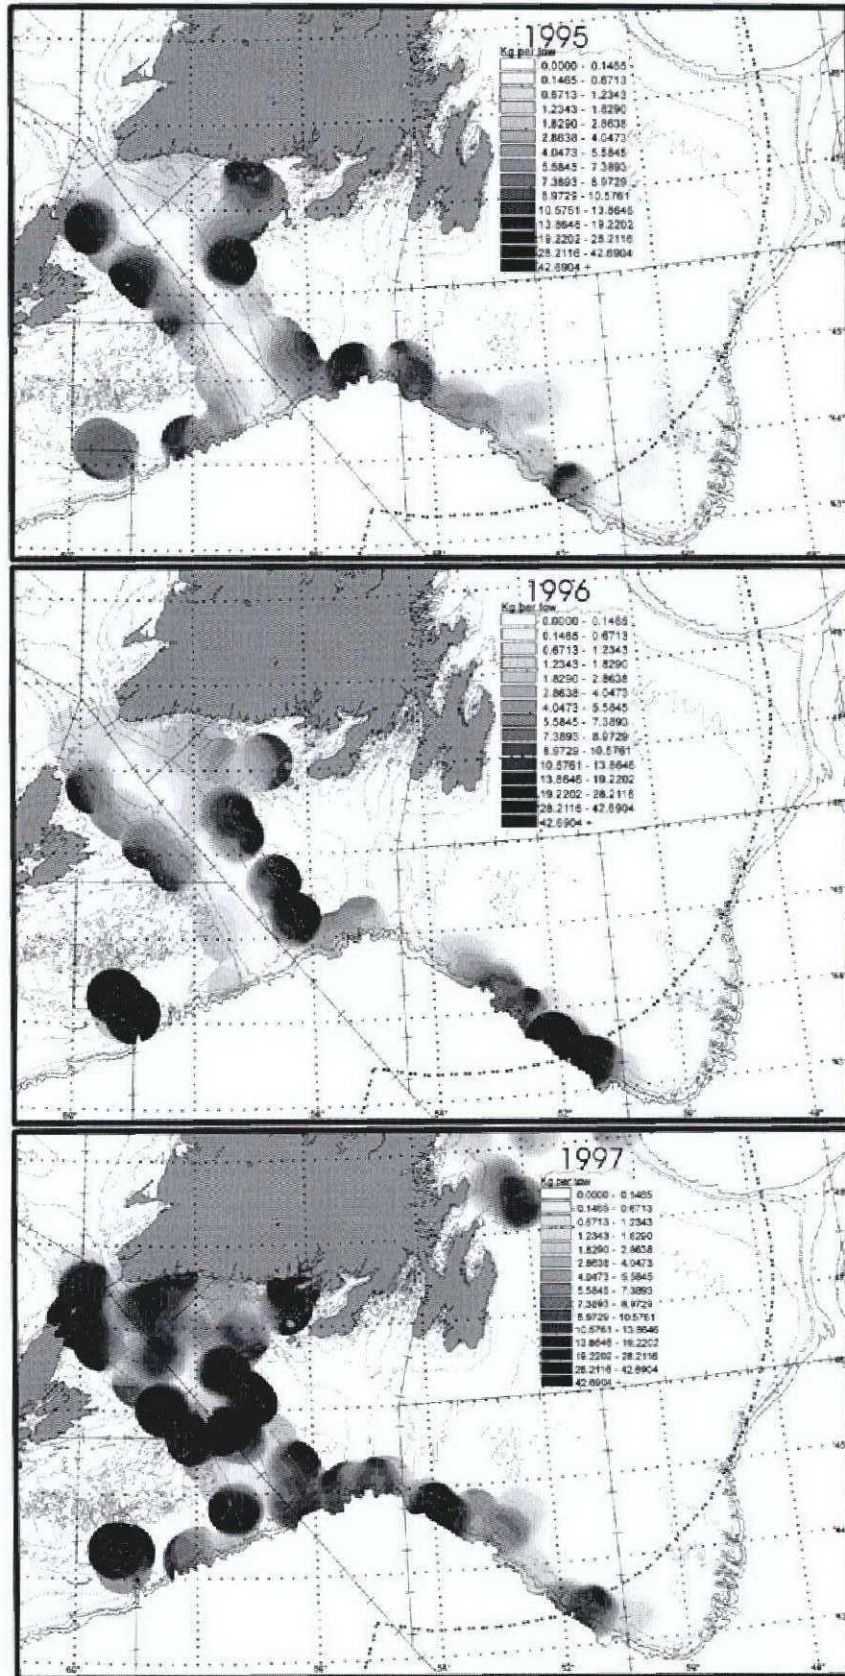 1995
Kg per tow
0.0000 - 0.1465
0.1465 - 0.6713
0.6713 - 1.2343
1.2343 - 1.8290
1.8290 - 2.8638
2.8638 - 4.0473
4.0473 - 5.5845
5.5845 - 7.3893
7.3893 - 8.9729
8.9729 - 10.5761
10.5761 - 13.8646
13.8646 - 19.2202
19.2202 - 28.2116
28.2116 - 42.6904
42.6904 +
1996
Kg per tow
0.0000 - 0.1465
0.1465 - 0.6713
0.6713 - 1.2343
1.2343 - 1.8290
1.8290 - 2.8638
2.8638 - 4.0473
4.0473 - 5.5845
5.5845 - 7.3893
7.3893 - 8.9729
8.9729 - 10.5761
10.5761 - 13.8646
13.8646 - 19.2202
19.2202 - 28.2116
28.2116 - 42.6904
42.6904 +
1997
Kg per tow
0.0000 - 0.1465
0.1465 - 0.6713
0.6713 - 1.2343
1.2343 - 1.8290
1.8290 - 2.8638
2.8638 - 4.0473
4.0473 - 5.5845
5.5845 - 7.3893
7.3893 - 8.9729
8.9729 - 10.5761
10.5761 - 13.8646
13.8646 - 19.2202
19.2202 - 28.2116
28.2116 - 42.6904
42.6904 +
60° 58° 52° 50° 48°